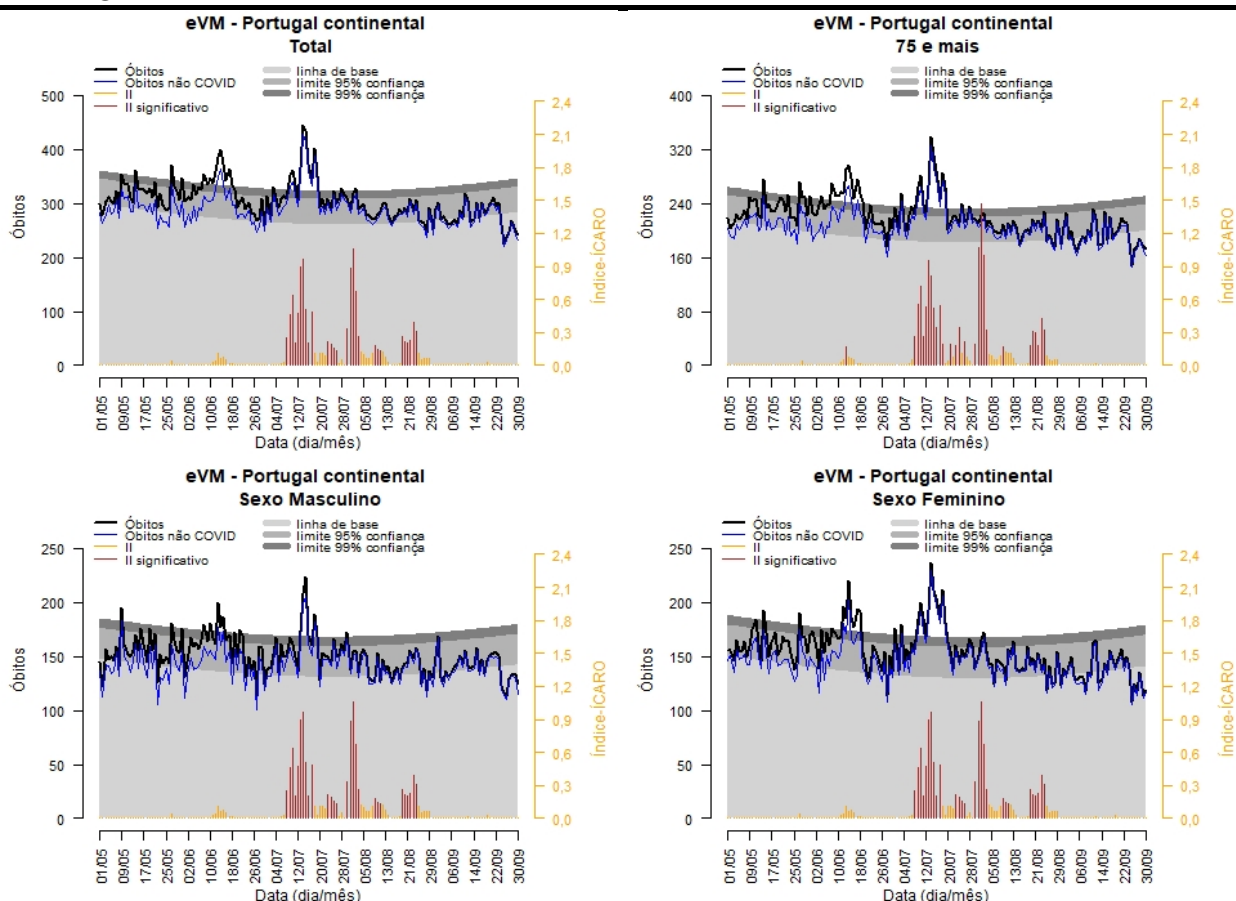 eVM - Portugal continental
Total
Óbitos
Óbitos não COVID
II
II significativo
linha de base
limite 95% confiança
limite 99% confiança
500
400
300
200
100
0
Óbitos
2,4
2,1
1,8
1,5
1,2
0,9
0,6
0,3
0,0
Índice-ÍCARO
01/05 09/05 17/05 25/05 02/06 10/06 18/06 26/06 04/07 12/07 20/07 28/07 05/08 13/08 21/08 29/08 06/09 14/09 22/09 30/09
Data (dia/mês)
eVM - Portugal continental
75 e mais
Óbitos
Óbitos não COVID
II
II significativo
linha de base
limite 95% confiança
limite 99% confiança
400
320
240
160
80
0
Óbitos
2,4
2,1
1,8
1,5
1,2
0,9
0,6
0,3
0,0
Índice-ÍCARO
01/05 09/05 17/05 25/05 02/06 10/06 18/06 26/06 04/07 12/07 20/07 28/07 05/08 13/08 21/08 29/08 06/09 14/09 22/09 30/09
Data (dia/mês)
eVM - Portugal continental
Sexo Masculino
Óbitos
Óbitos não COVID
II
II significativo
linha de base
limite 95% confiança
limite 99% confiança
250
200
150
100
50
0
Óbitos
2,4
2,1
1,8
1,5
1,2
0,9
0,6
0,3
0,0
Índice-ÍCARO
01/05 09/05 17/05 25/05 02/06 10/06 18/06 26/06 04/07 12/07 20/07 28/07 05/08 13/08 21/08 29/08 06/09 14/09 22/09 30/09
Data (dia/mês)
eVM - Portugal continental
Sexo Feminino
Óbitos
Óbitos não COVID
II
II significativo
linha de base
limite 95% confiança
limite 99% confiança
250
200
150
100
50
0
Óbitos
2,4
2,1
1,8
1,5
1,2
0,9
0,6
0,3
0,0
Índice-ÍCARO
01/05 09/05 17/05 25/05 02/06 10/06 18/06 26/06 04/07 12/07 20/07 28/07 05/08 13/08 21/08 29/08 06/09 14/09 22/09 30/09
Data (dia/mês)